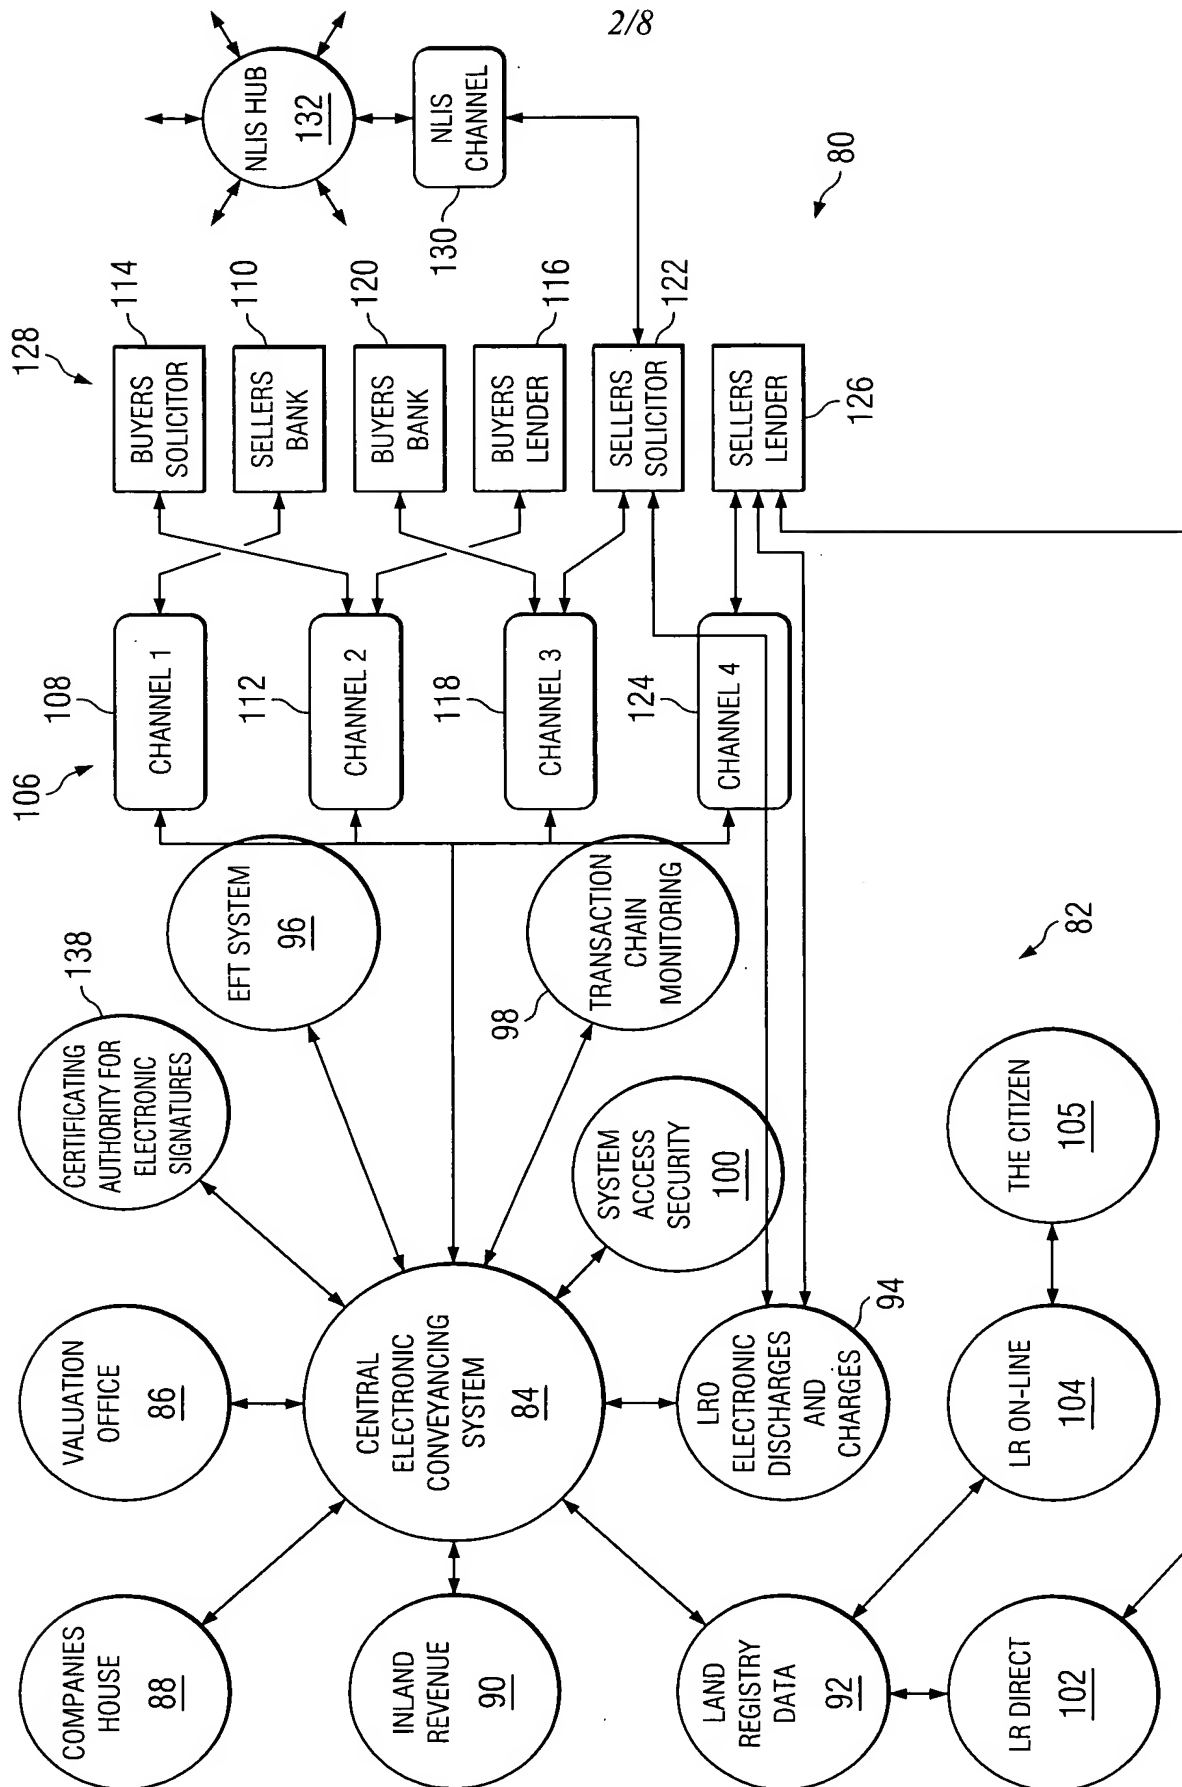 2/8
COMPANIES
HOUSE
88
VALUATION
OFFICE
86
CERTIFICATING
AUTHORITY FOR
ELECTRONIC
SIGNATURES
138
INLAND
REVENUE
90
CENTRAL
ELECTRONIC
CONVEYANCING
SYSTEM
84
EFT SYSTEM
96
LAND
REGISTRY
DATA
92
LRO
ELECTRONIC
DISCHARGES
AND
CHARGES
94
SYSTEM
ACCESS
SECURITY
100
TRANSACTION
CHAIN
MONITORING
98
LR DIRECT
102
LR ON-LINE
104
THE CITIZEN
105
82
106
108
CHANNEL 1
112
CHANNEL 2
118
CHANNEL 3
124
CHANNEL 4
128
BUYERS
SOLICITOR
114
SELLERS
BANK
110
BUYERS
BANK
120
BUYERS
LENDER
116
SELLERS
SOLICITOR
122
SELLERS
LENDER
126
NLIS HUB
132
NLIS
CHANNEL
130
80